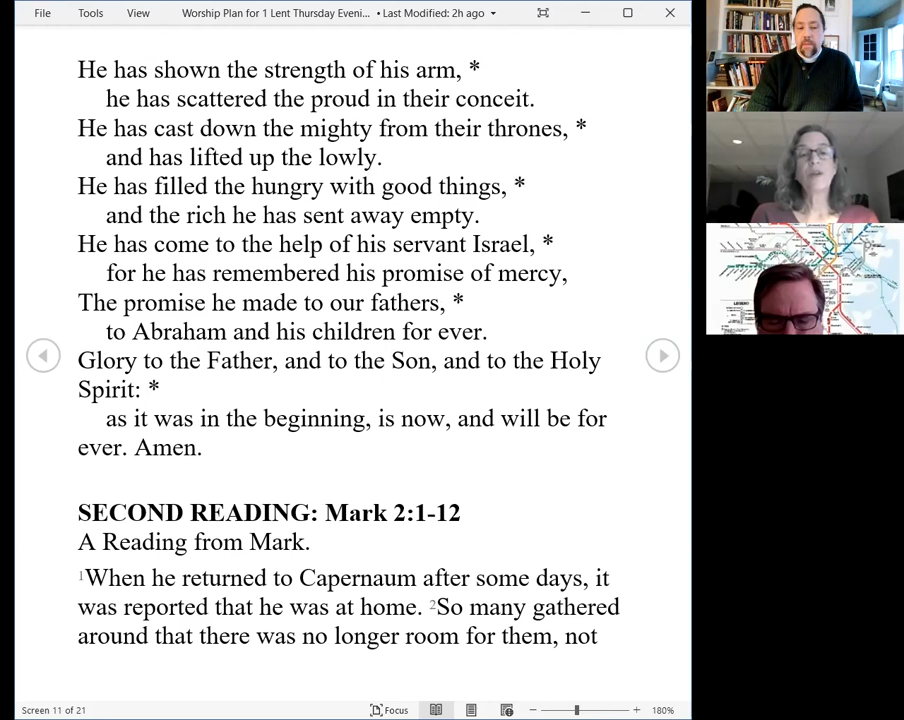 File Tools View Worship Plan for 1 Lent Thursday Eveni... • Last Modified: 2h ago
He has shown the strength of his arm, *
he has scattered the proud in their conceit.
He has cast down the mighty from their thrones, *
and has lifted up the lowly.
He has filled the hungry with good things, *
and the rich he has sent away empty.
He has come to the help of his servant Israel, *
for he has remembered his promise of mercy,
The promise he made to our fathers, *
to Abraham and his children for ever.
Glory to the Father, and to the Son, and to the Holy
Spirit: *
as it was in the beginning, is now, and will be for
ever. Amen.
SECOND READING: Mark 2:1-12
A Reading from Mark.
1When he returned to Capernaum after some days, it
was reported that he was at home. 2So many gathered
around that there was no longer room for them, not
Screen 11 of 21 Focus 180%
LEGEND